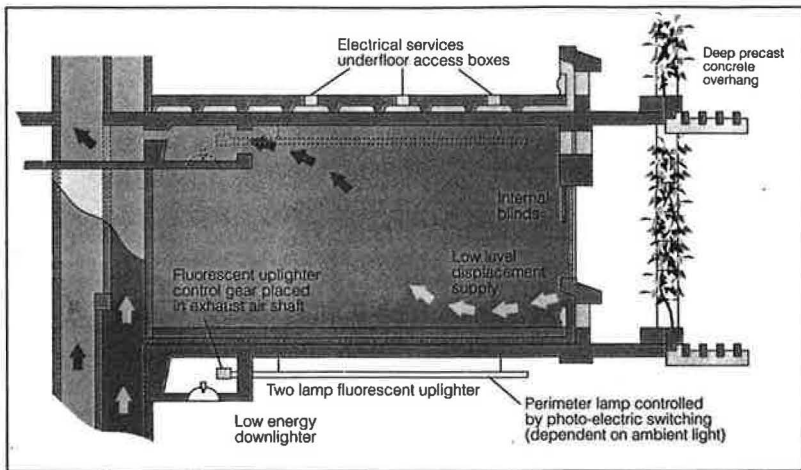 Electrical services
underfloor access boxes
Deep precast
concrete
overhang
Internal
blinds
Low level
displacement
supply
Fluorescent uplighter
control gear placed
in exhaust air shaft
Two lamp fluorescent uplighter
Low energy
downlighter
Perimeter lamp controlled
by photo-electric switching
(dependent on ambient light)